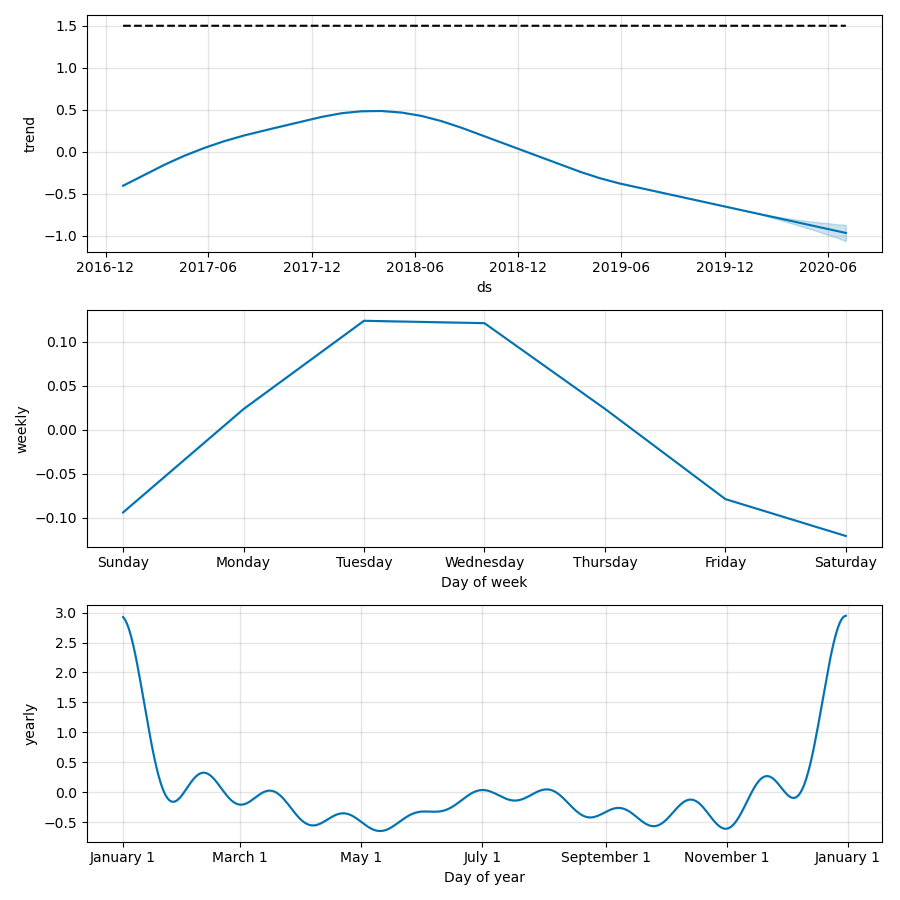 1.5
1.0
0.5
0.0
−0.5
−1.0
trend
2016-12 2017-06 2017-12 2018-06 2018-12 2019-06 2019-12 2020-06
ds
0.10
0.05
0.00
−0.05
−0.10
weekly
Sunday Monday Tuesday Wednesday Thursday Friday Saturday
Day of week
3.0
2.5
2.0
1.5
1.0
0.5
0.0
−0.5
yearly
January 1 March 1 May 1 July 1 September 1 November 1 January 1
Day of year